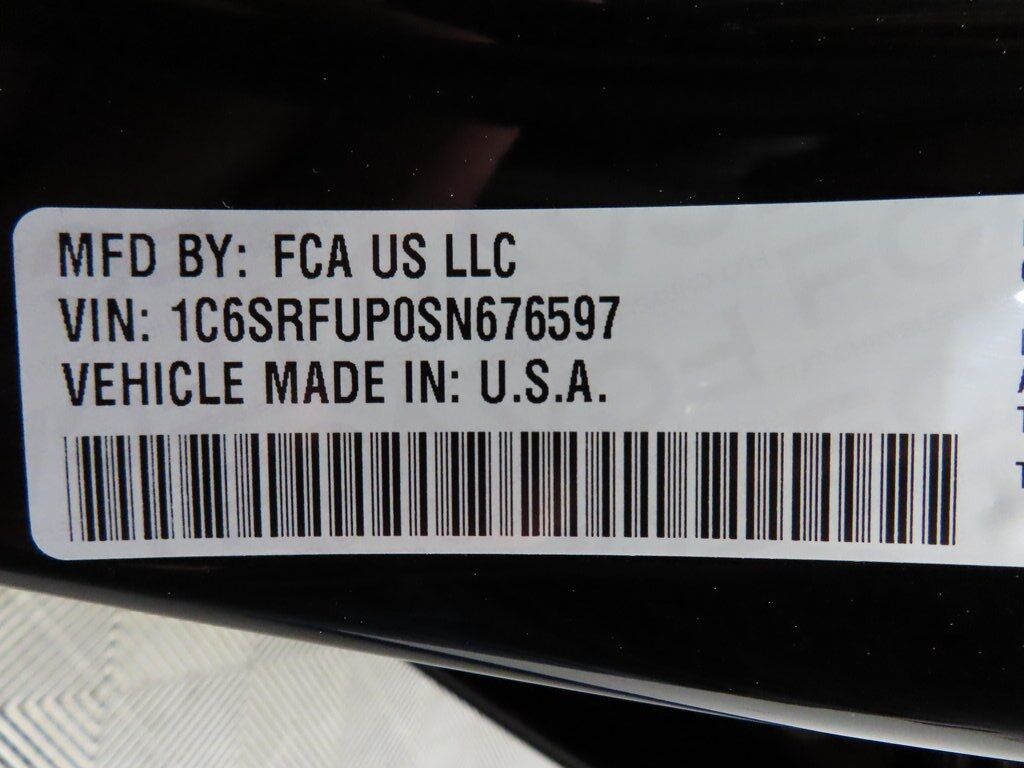 MFD BY: FCA US LLC
VIN: 1C6SRFUP0SN676597
VEHICLE MADE IN: U.S.A.